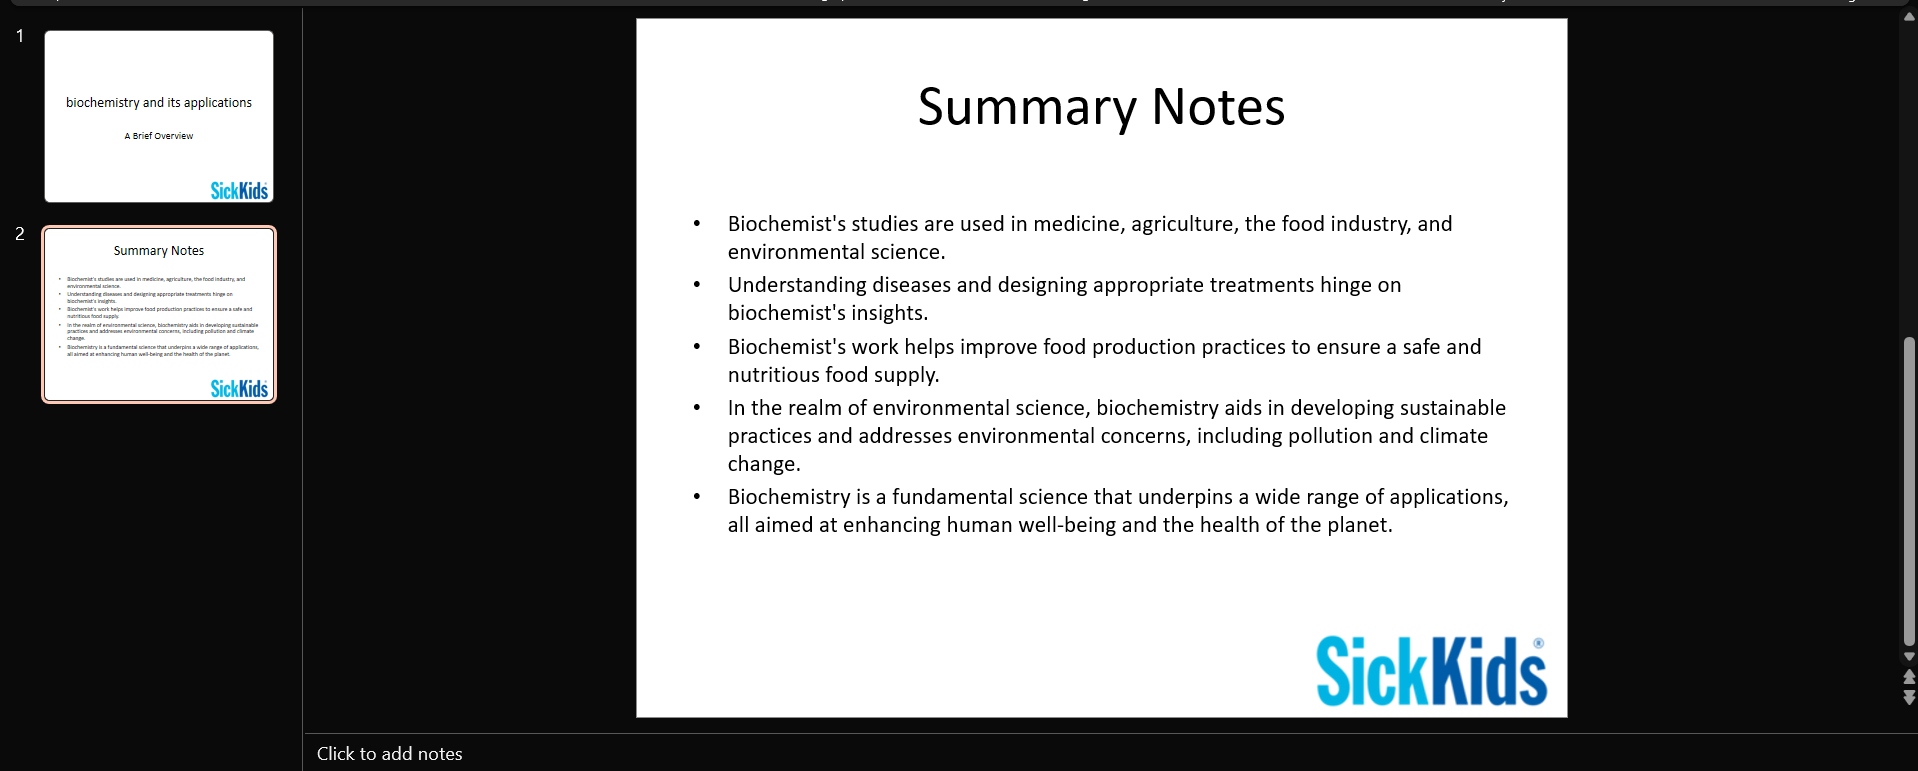 1
biochemistry and its applications
A Brief Overview
SickKids
2
Summary Notes
• Biochemist's studies are used in medicine, agriculture, the food industry, and
environmental science.
• Understanding diseases and designing appropriate treatments hinge on
biochemist's insights.
• Biochemist's work helps improve food production practices to ensure a safe and
nutritious food supply.
• In the realm of environmental science, biochemistry aids in developing sustainable
practices and addresses environmental concerns, including pollution and climate
change.
• Biochemistry is a fundamental science that underpins a wide range of applications,
all aimed at enhancing human well-being and the health of the planet.
SickKids
Summary Notes
• Biochemist's studies are used in medicine, agriculture, the food industry, and
environmental science.
• Understanding diseases and designing appropriate treatments hinge on
biochemist's insights.
• Biochemist's work helps improve food production practices to ensure a safe and
nutritious food supply.
• In the realm of environmental science, biochemistry aids in developing sustainable
practices and addresses environmental concerns, including pollution and climate
change.
• Biochemistry is a fundamental science that underpins a wide range of applications,
all aimed at enhancing human well-being and the health of the planet.
SickKids®
Click to add notes